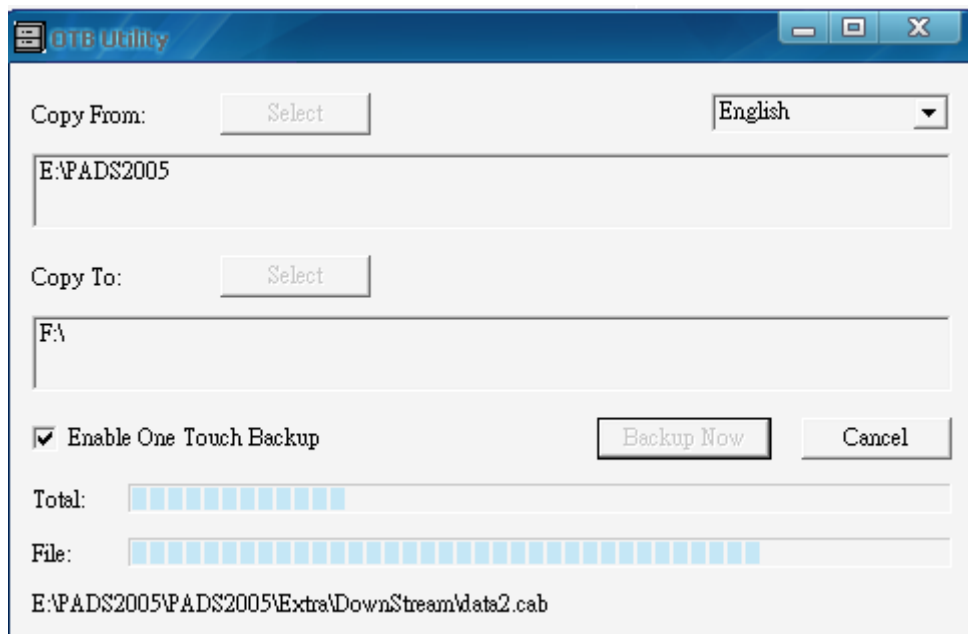 OTB Utility
Copy From: Select English
E:\PADS2005
Copy To: Select
F:\
Enable One Touch Backup Backup Now Cancel
Total:
File:
E:\PADS2005\PADS2005\Extra\DownStream\data2.cab